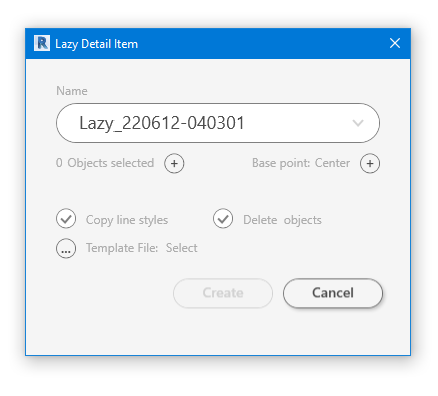 R Lazy Detail Item
Name
Lazy_220612-040301
0 Objects selected + Base point: Center +
Copy line styles Delete objects
... Template File: Select
Create Cancel